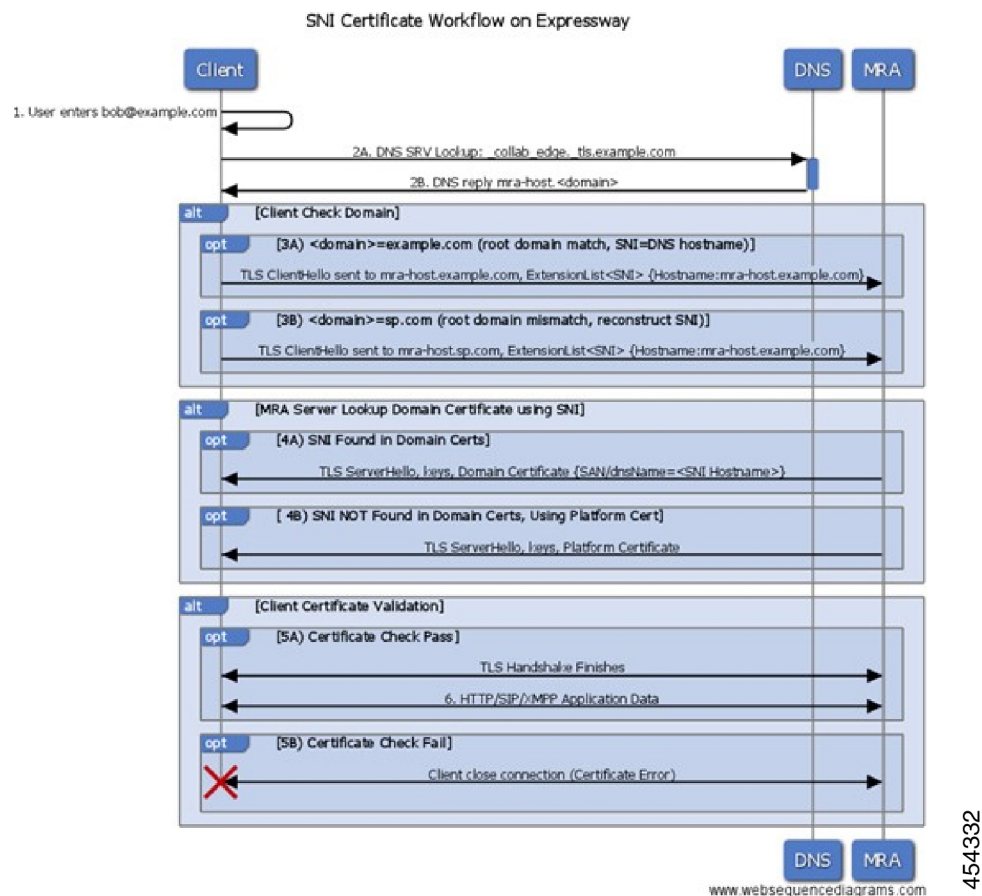 SNI Certificate Workflow on Expressway
Client
DNS
MRA
1. User enters bob@example.com
2A. DNS SRV Lookup: _collab_edge._tls.example.com
2B. DNS reply mra-host.<domain>
alt [Client Check Domain]
opt [3A) <domain>=example.com (root domain match, SNI=DNS hostname)]
TLS ClientHello sent to mra-host.example.com, ExtensionList<SNI> {Hostname:mra-host.example.com}
opt [3B) <domain>=sp.com (root domain mismatch, reconstruct SNI)]
TLS ClientHello sent to mra-host.sp.com, ExtensionList<SNI> {Hostname:mra-host.example.com}
alt [MRA Server Lookup Domain Certificate using SNI]
opt [4A) SNI Found in Domain Certs]
TLS ServerHello, keys, Domain Certificate {SAN/dnsName=<SNI Hostname>}
opt [ 4B) SNI NOT Found in Domain Certs, Using Platform Cert]
TLS ServerHello, keys, Platform Certificate
alt [Client Certificate Validation]
opt [5A) Certificate Check Pass]
TLS Handshake Finishes
6. HTTP/SIP/XMPP Application Data
opt [5B) Certificate Check Fail]
Client close connection (Certificate Error)
DNS
MRA
www.websequencediagrams.com
454332